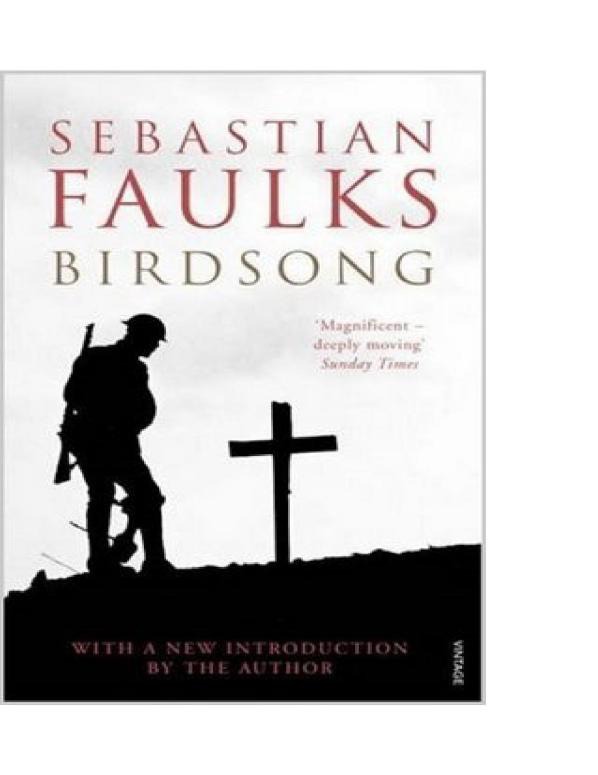 SEBASTIAN
FAULKS
BIRDSONG
'Magnificent –
deeply moving'
Sunday Times
WITH A NEW INTRODUCTION
BY THE AUTHOR
VINTAGE